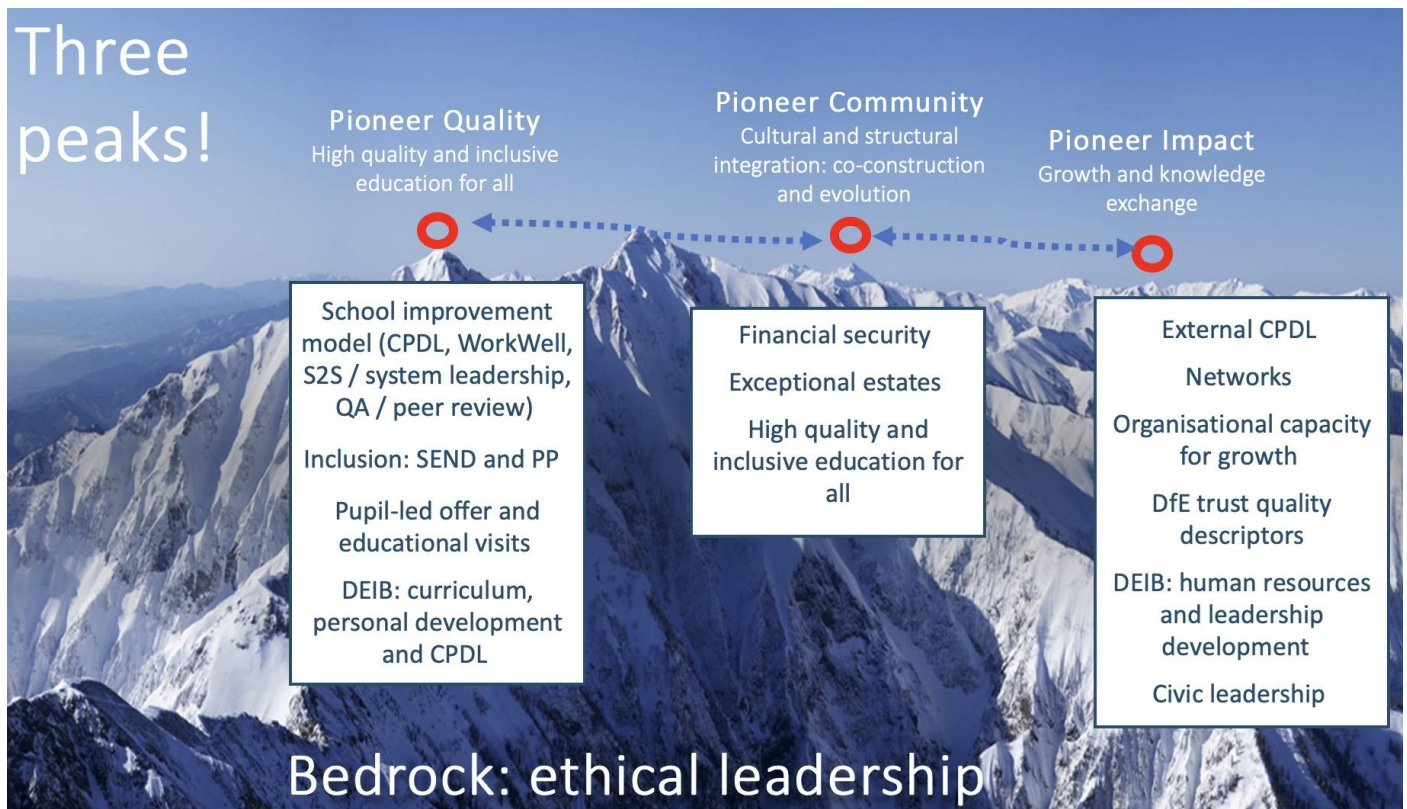 Three
peaks!
Pioneer Quality
High quality and inclusive
education for all
Pioneer Community
Cultural and structural
integration: co-construction
and evolution
Pioneer Impact
Growth and knowledge
exchange
School improvement
model (CPDL, WorkWell,
S2S / system leadership,
QA / peer review)
Inclusion: SEND and PP
Pupil-led offer and
educational visits
DEIB: curriculum,
personal development
and CPDL
Financial security
Exceptional estates
High quality and
inclusive education for
all
External CPDL
Networks
Organisational capacity
for growth
DfE trust quality
descriptors
DEIB: human resources
and leadership
development
Civic leadership
Bedrock: ethical leadership